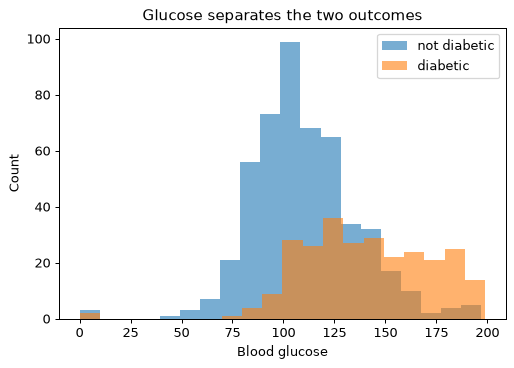 Glucose separates the two outcomes
not diabetic
diabetic
100
80
60
40
20
0
Count
0 25 50 75 100 125 150 175 200
Blood glucose